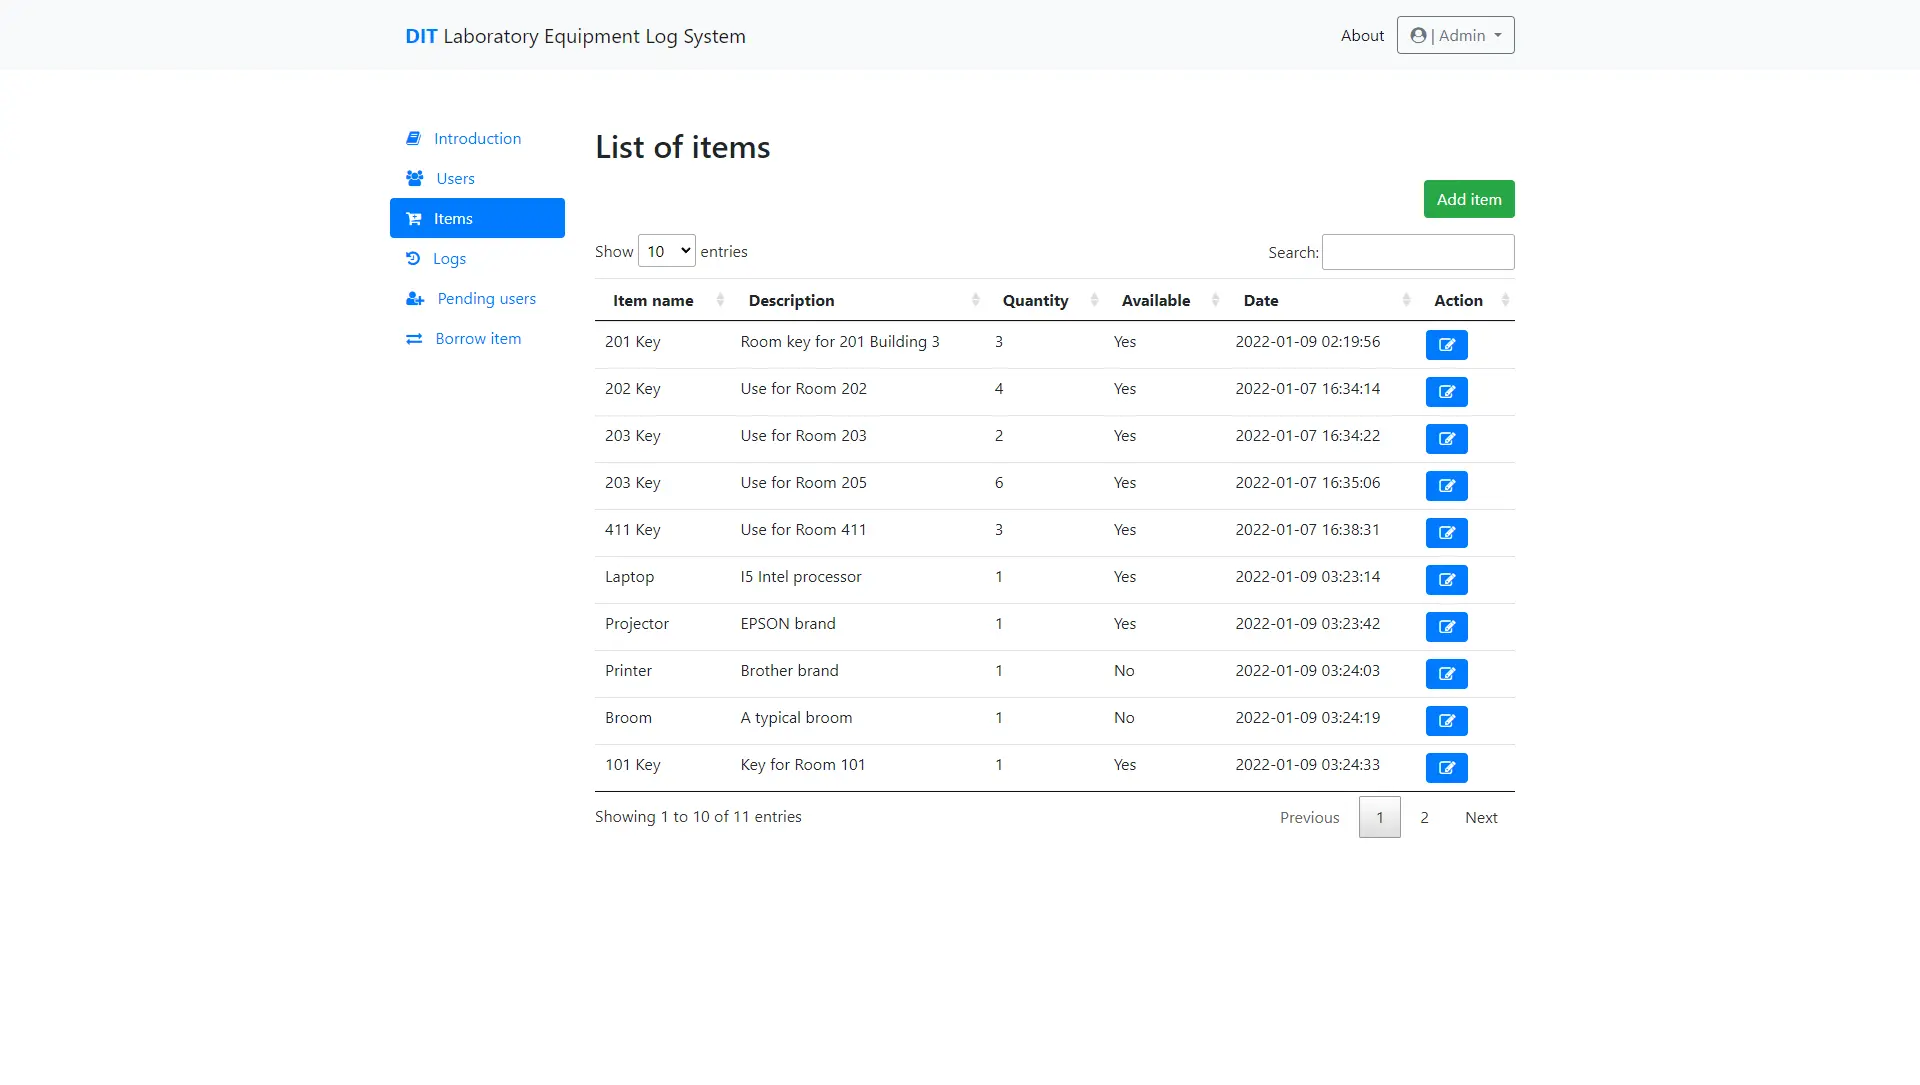 DIT Laboratory Equipment Log System
About
| Admin
Introduction
Users
Items
Logs
Pending users
Borrow item
List of items
Add item
Show 10 entries
Search:
Item name Description Quantity Available Date Action
201 Key Room key for 201 Building 3 3 Yes 2022-01-09 02:19:56
202 Key Use for Room 202 4 Yes 2022-01-07 16:34:14
203 Key Use for Room 203 2 Yes 2022-01-07 16:34:22
203 Key Use for Room 205 6 Yes 2022-01-07 16:35:06
411 Key Use for Room 411 3 Yes 2022-01-07 16:38:31
Laptop I5 Intel processor 1 Yes 2022-01-09 03:23:14
Projector EPSON brand 1 Yes 2022-01-09 03:23:42
Printer Brother brand 1 No 2022-01-09 03:24:03
Broom A typical broom 1 No 2022-01-09 03:24:19
101 Key Key for Room 101 1 Yes 2022-01-09 03:24:33
Showing 1 to 10 of 11 entries
Previous 1 2 Next